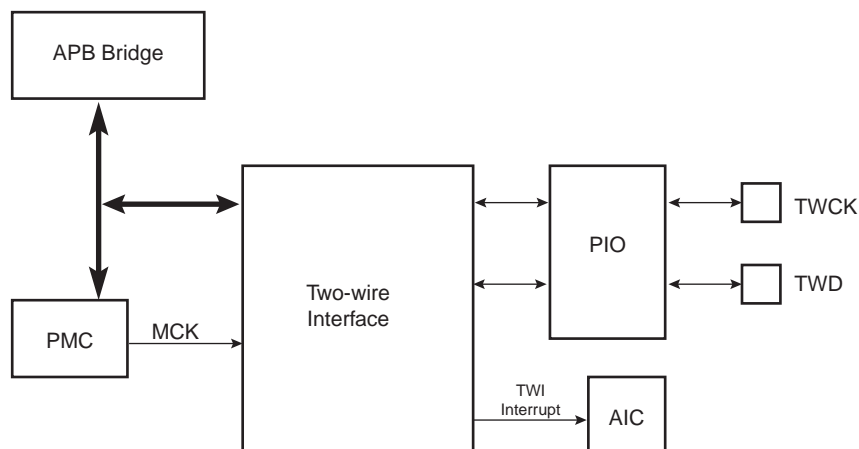 APB Bridge
TWCK
PIO
TWD
Two-wire
Interface
PMC
MCK
TWI
Interrupt
AIC